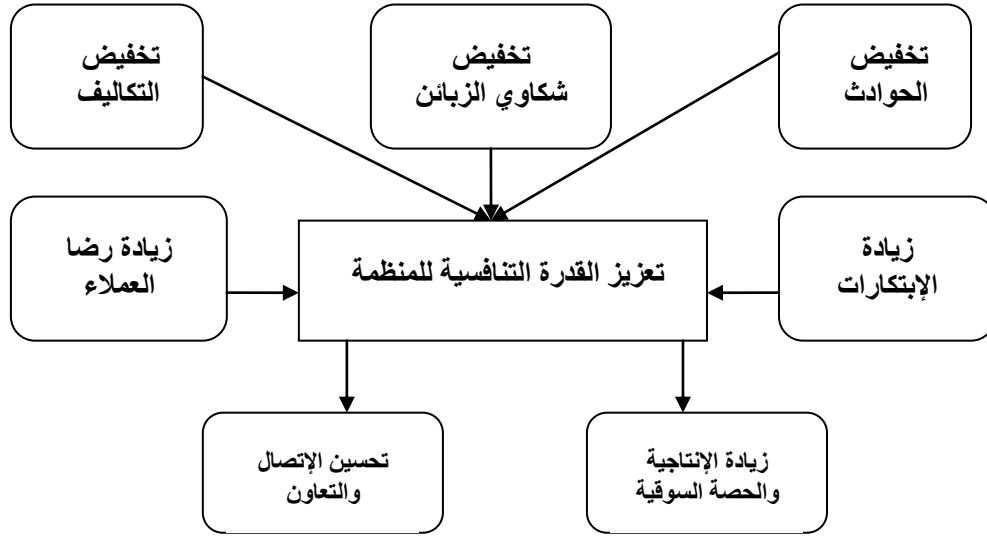 تخفيض
الحوادث
تخفيض
شكاوي الزبائن
تخفيض
التكاليف
زيادة
الإبتكارات
تعزيز القدرة التنافسية للمنظمة
زيادة رضا
العملاء
زيادة الإنتاجية
والحصة السوقية
تحسين الإتصال
والتعاون